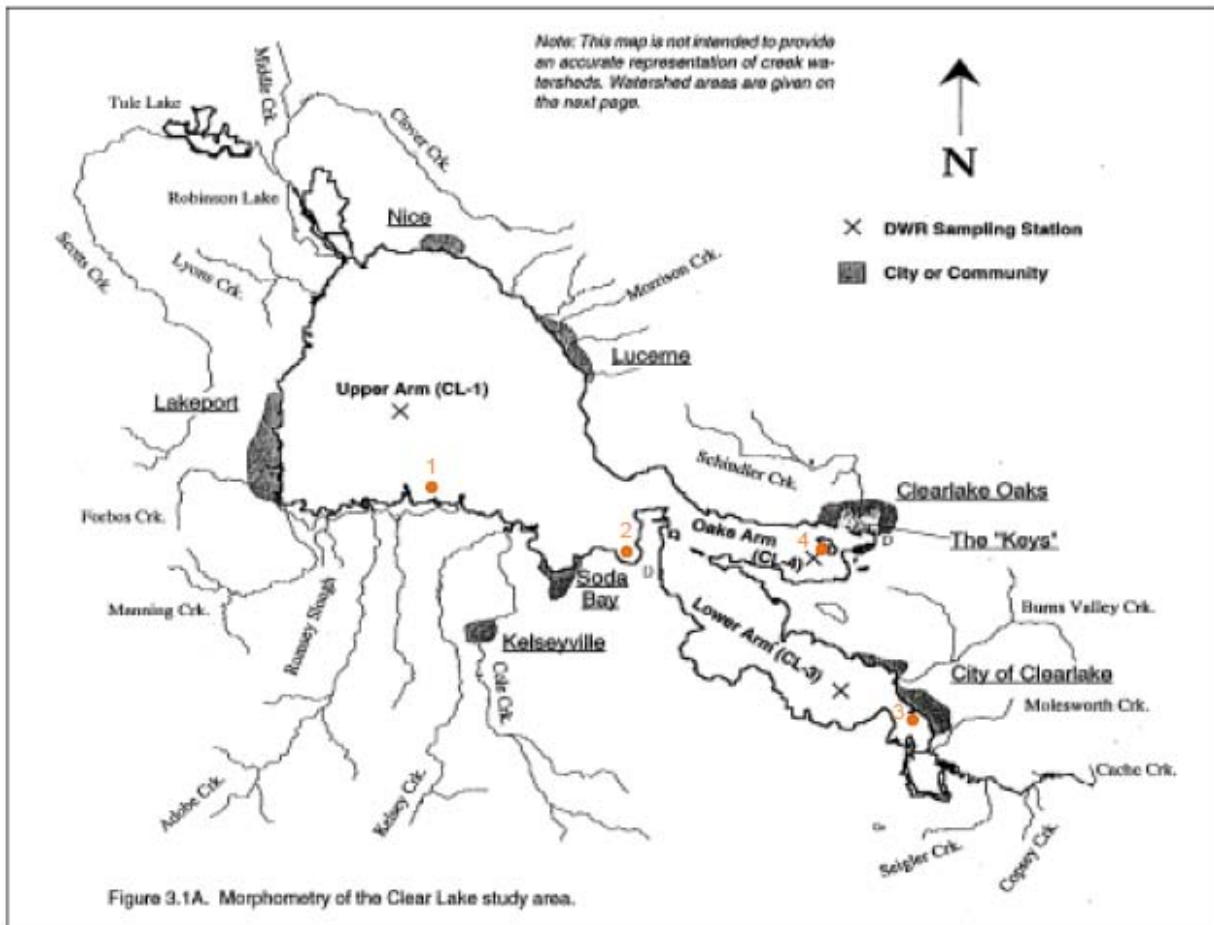 Note: This map is not intended to provide
an accurate representation of creek wa-
tersheds. Watershed areas are given on
the next page.
N
Middle Crk.
Tule Lake
Clover Crk.
Robinson Lake
Nice
DWR Sampling Station
City or Community
Scotts Crk.
Lyons Crk.
Morrison Crk.
Lucerne
Upper Arm (CL-1)
Lakeport
1
Schindler Crk.
Clearlake Oaks
Forbos Crk.
2
Oaks Arm
(CL-4)
4
The "Keys"
D
D
Soda
Bay
Manning Crk.
Rumsey Slough
Burns Valley Crk.
Kelseyville
Lower Arm (CL-3)
City of Clearlake
Cole Crk.
3
Molesworth Crk.
Cache Crk.
Adobe Crk.
Kelsey Crk.
Seigler Crk.
Copsey Crk.
Figure 3.1A. Morphometry of the Clear Lake study area.